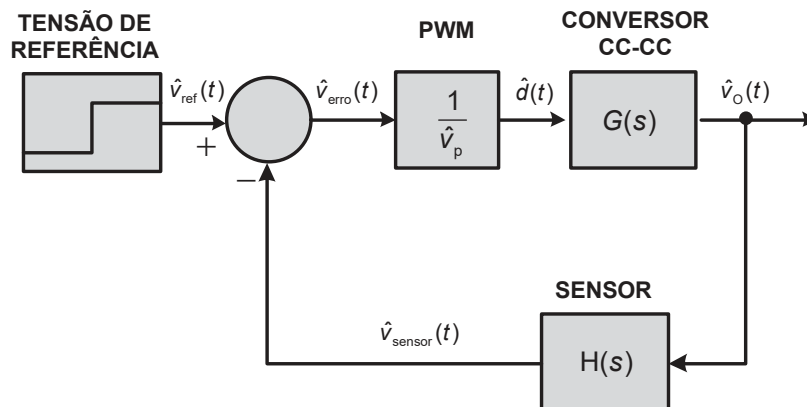 TENSÃO DE
REFERÊNCIA
PWM
CONVERSOR
CC-CC
v̂ref(t)
+
−
v̂erro(t)
1
v̂p
d̂(t)
G(s)
v̂O(t)
SENSOR
v̂sensor(t)
H(s)